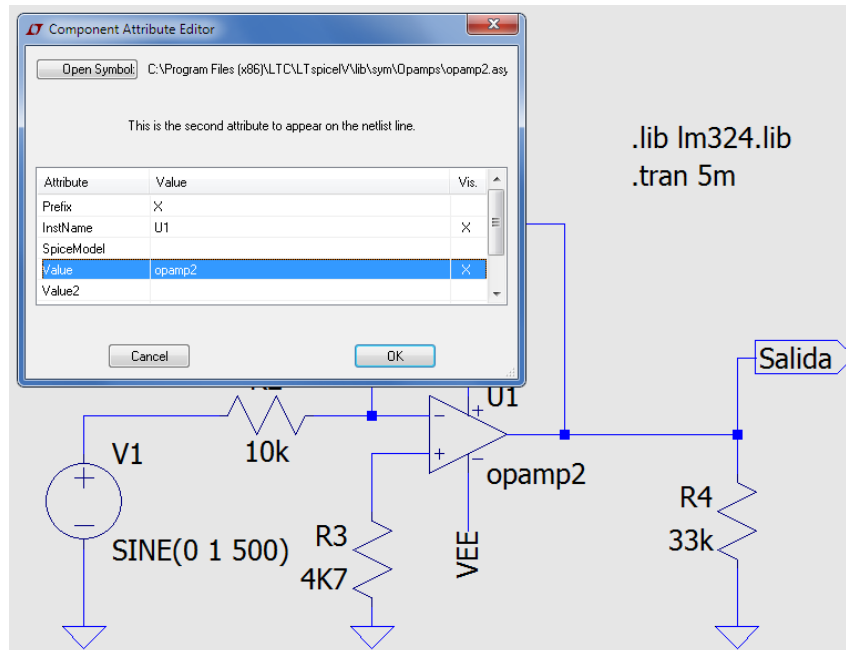 Component Attribute Editor
Open Symbol: C:\Program Files (x86)\LTC\LTspiceIV\lib\sym\Opamps\opamp2.asy
This is the second attribute to appear on the netlist line.
Attribute Value Vis.
Prefix X
InstName U1 X
SpiceModel
Value opamp2 X
Value2
Cancel OK
.lib lm324.lib
.tran 5m
Salida
U1
10k
V1
opamp2
R4
33k
SINE(0 1 500)
R3
4K7
VEE